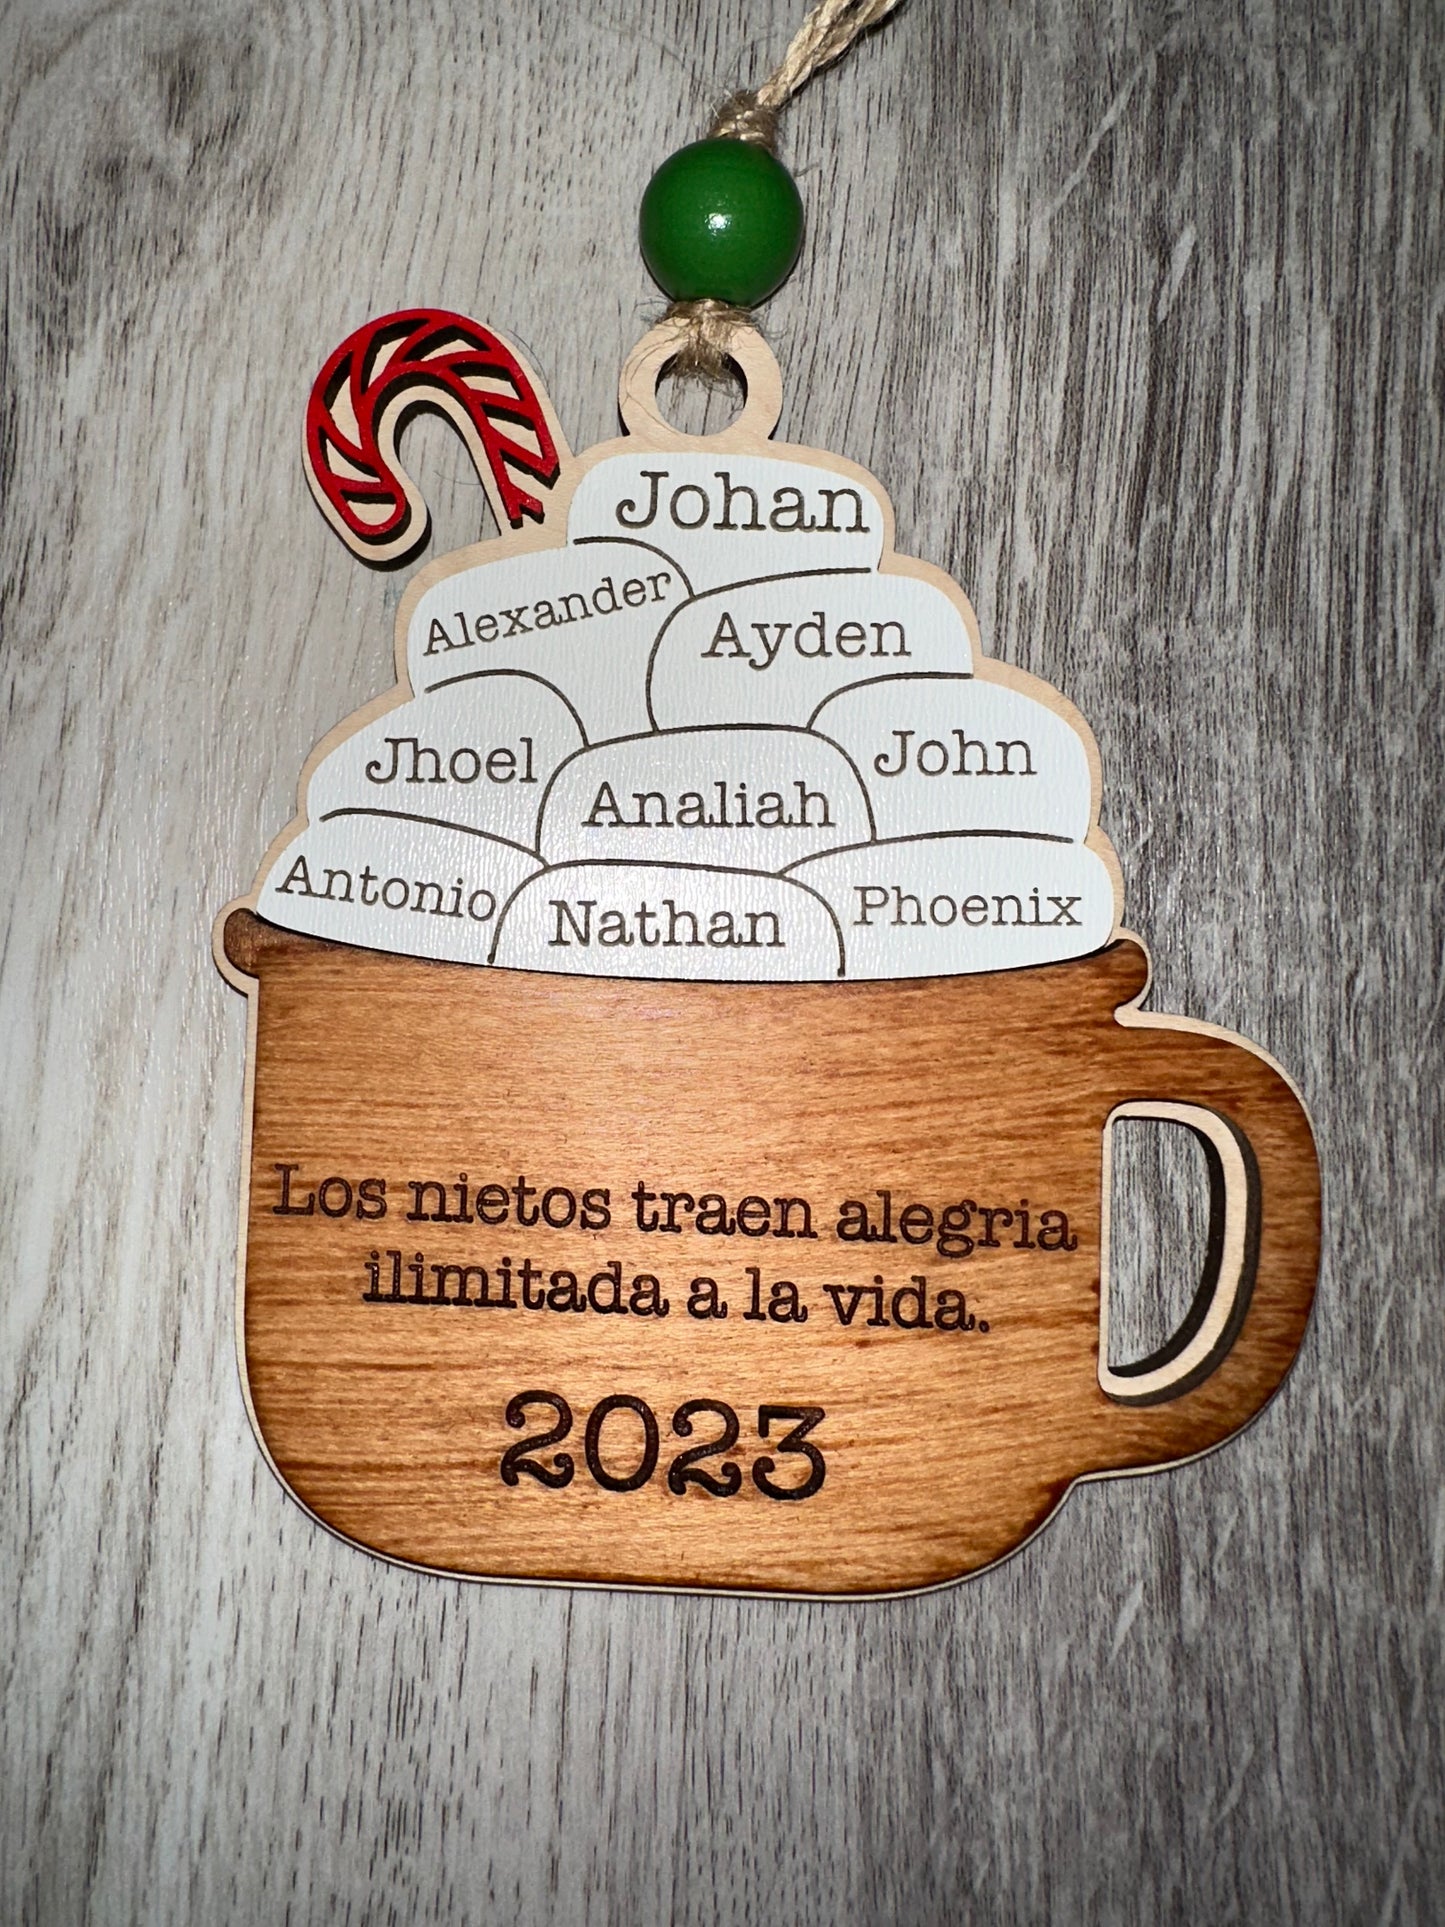 Johan
Alexander
Ayden
Jhoel
Analiah
John
Antonio
Nathan
Phoenix
Los nietos traen alegria
ilimitada a la vida.
2023